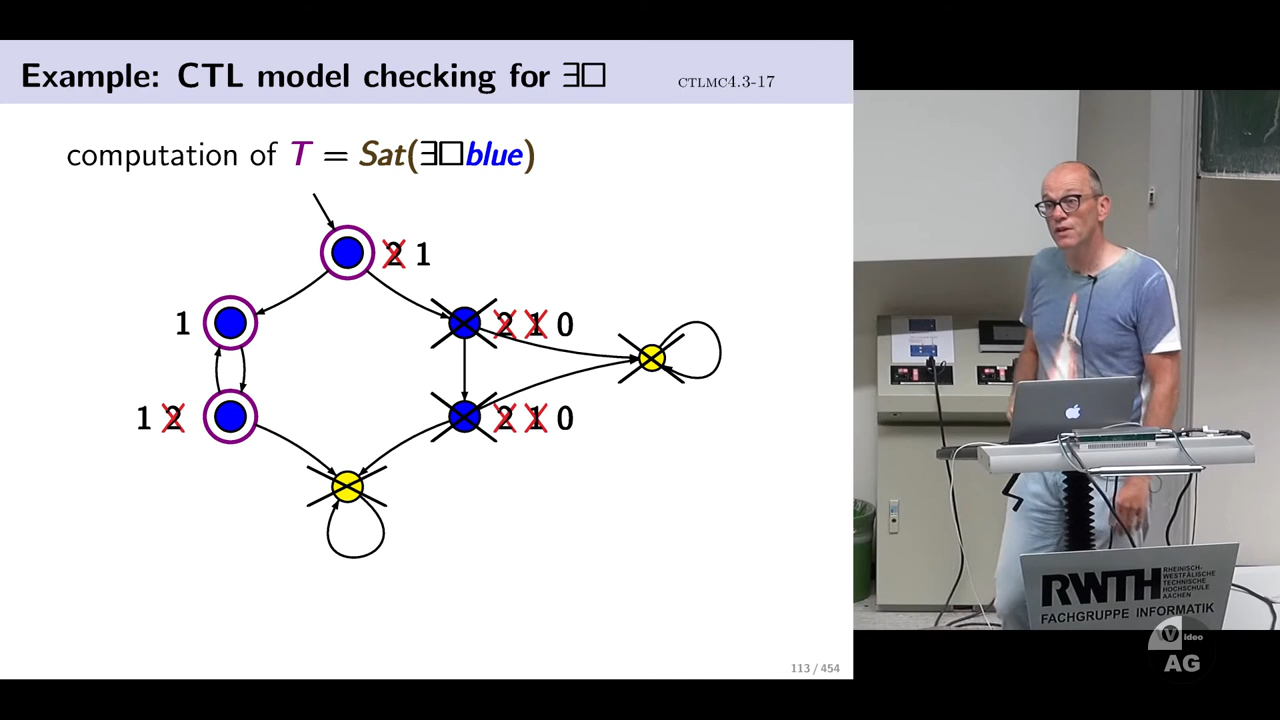 Example: CTL model checking for ∃□ CTLMC4.3-17
computation of T = Sat(∃□blue)
2 1
1 2 1 0
1 2 2 1 0
113 / 454
RWTH RHEINISCH-
WESTFÄLISCHE
TECHNISCHE
HOCHSCHULE
AACHEN
FACHGRUPPE INFORMATIK
Video
AG